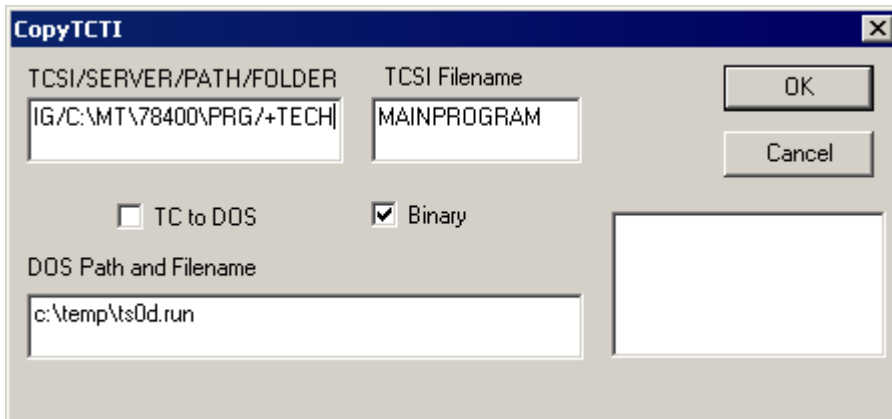 CopyTCTI
TCSI/SERVER/PATH/FOLDER
IG/C:\MT\78400\PRG/+TECH
TCSI Filename
MAINPROGRAM
OK
Cancel
TC to DOS
Binary
DOS Path and Filename
c:\temp\ts0d.run